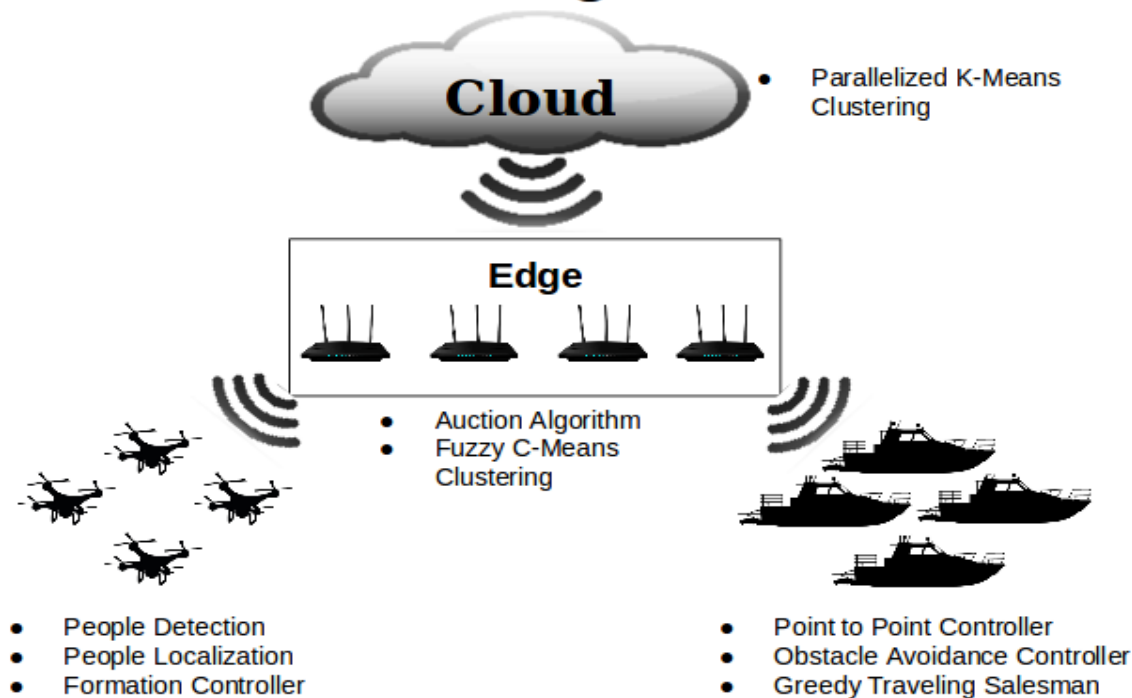 Cloud
● Parallelized K-Means
Clustering
Edge
● Auction Algorithm
● Fuzzy C-Means
Clustering
● People Detection
● People Localization
● Formation Controller
● Point to Point Controller
● Obstacle Avoidance Controller
● Greedy Traveling Salesman